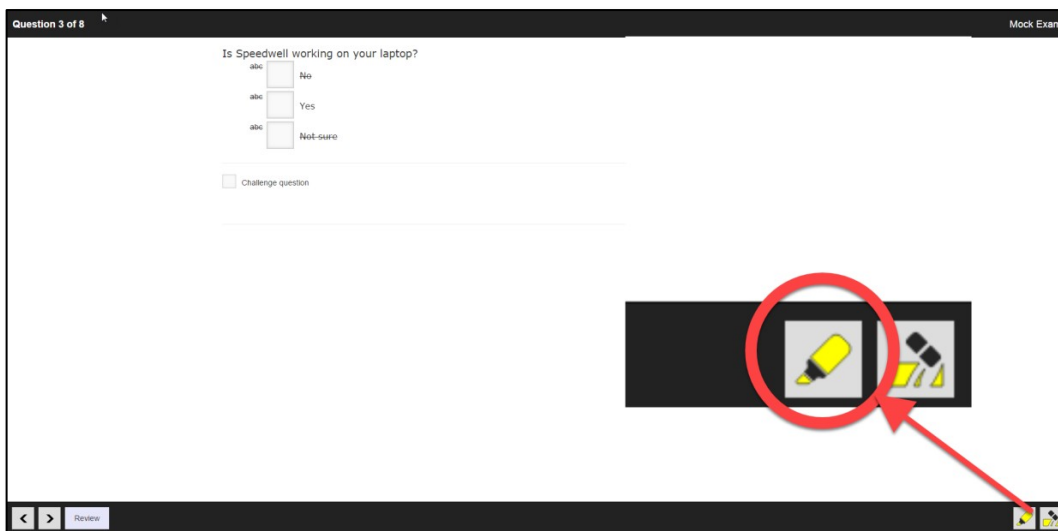 Question 3 of 8
Mock Exam
Is Speedwell working on your laptop?
abc
No
abc
Yes
abc
Not sure
Challenge question
Review